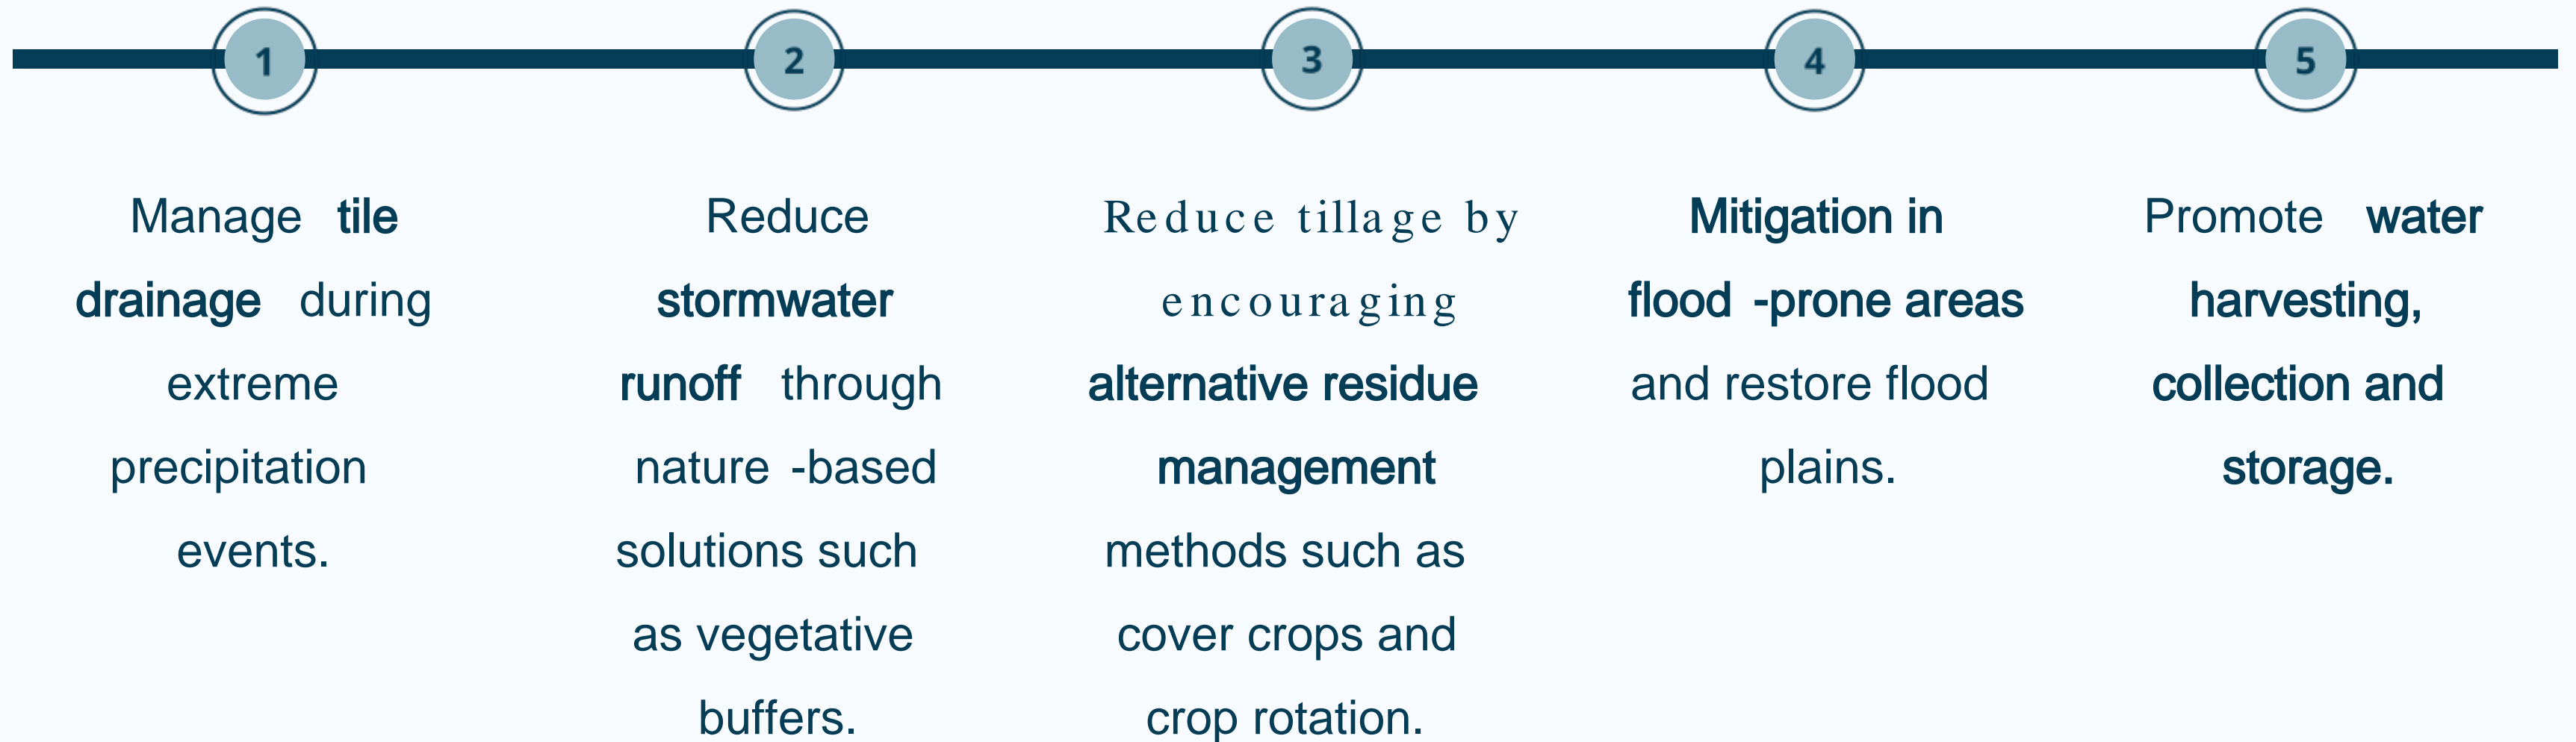 1
Manage tile
drainage during
extreme
precipitation
events.
2
Reduce
stormwater
runoff through
nature -based
solutions such
as vegetative
buffers.
3
Reduce tillage by
encouraging
alternative residue
management
methods such as
cover crops and
crop rotation.
4
Mitigation in
flood -prone areas
and restore flood
plains.
5
Promote water
harvesting,
collection and
storage.